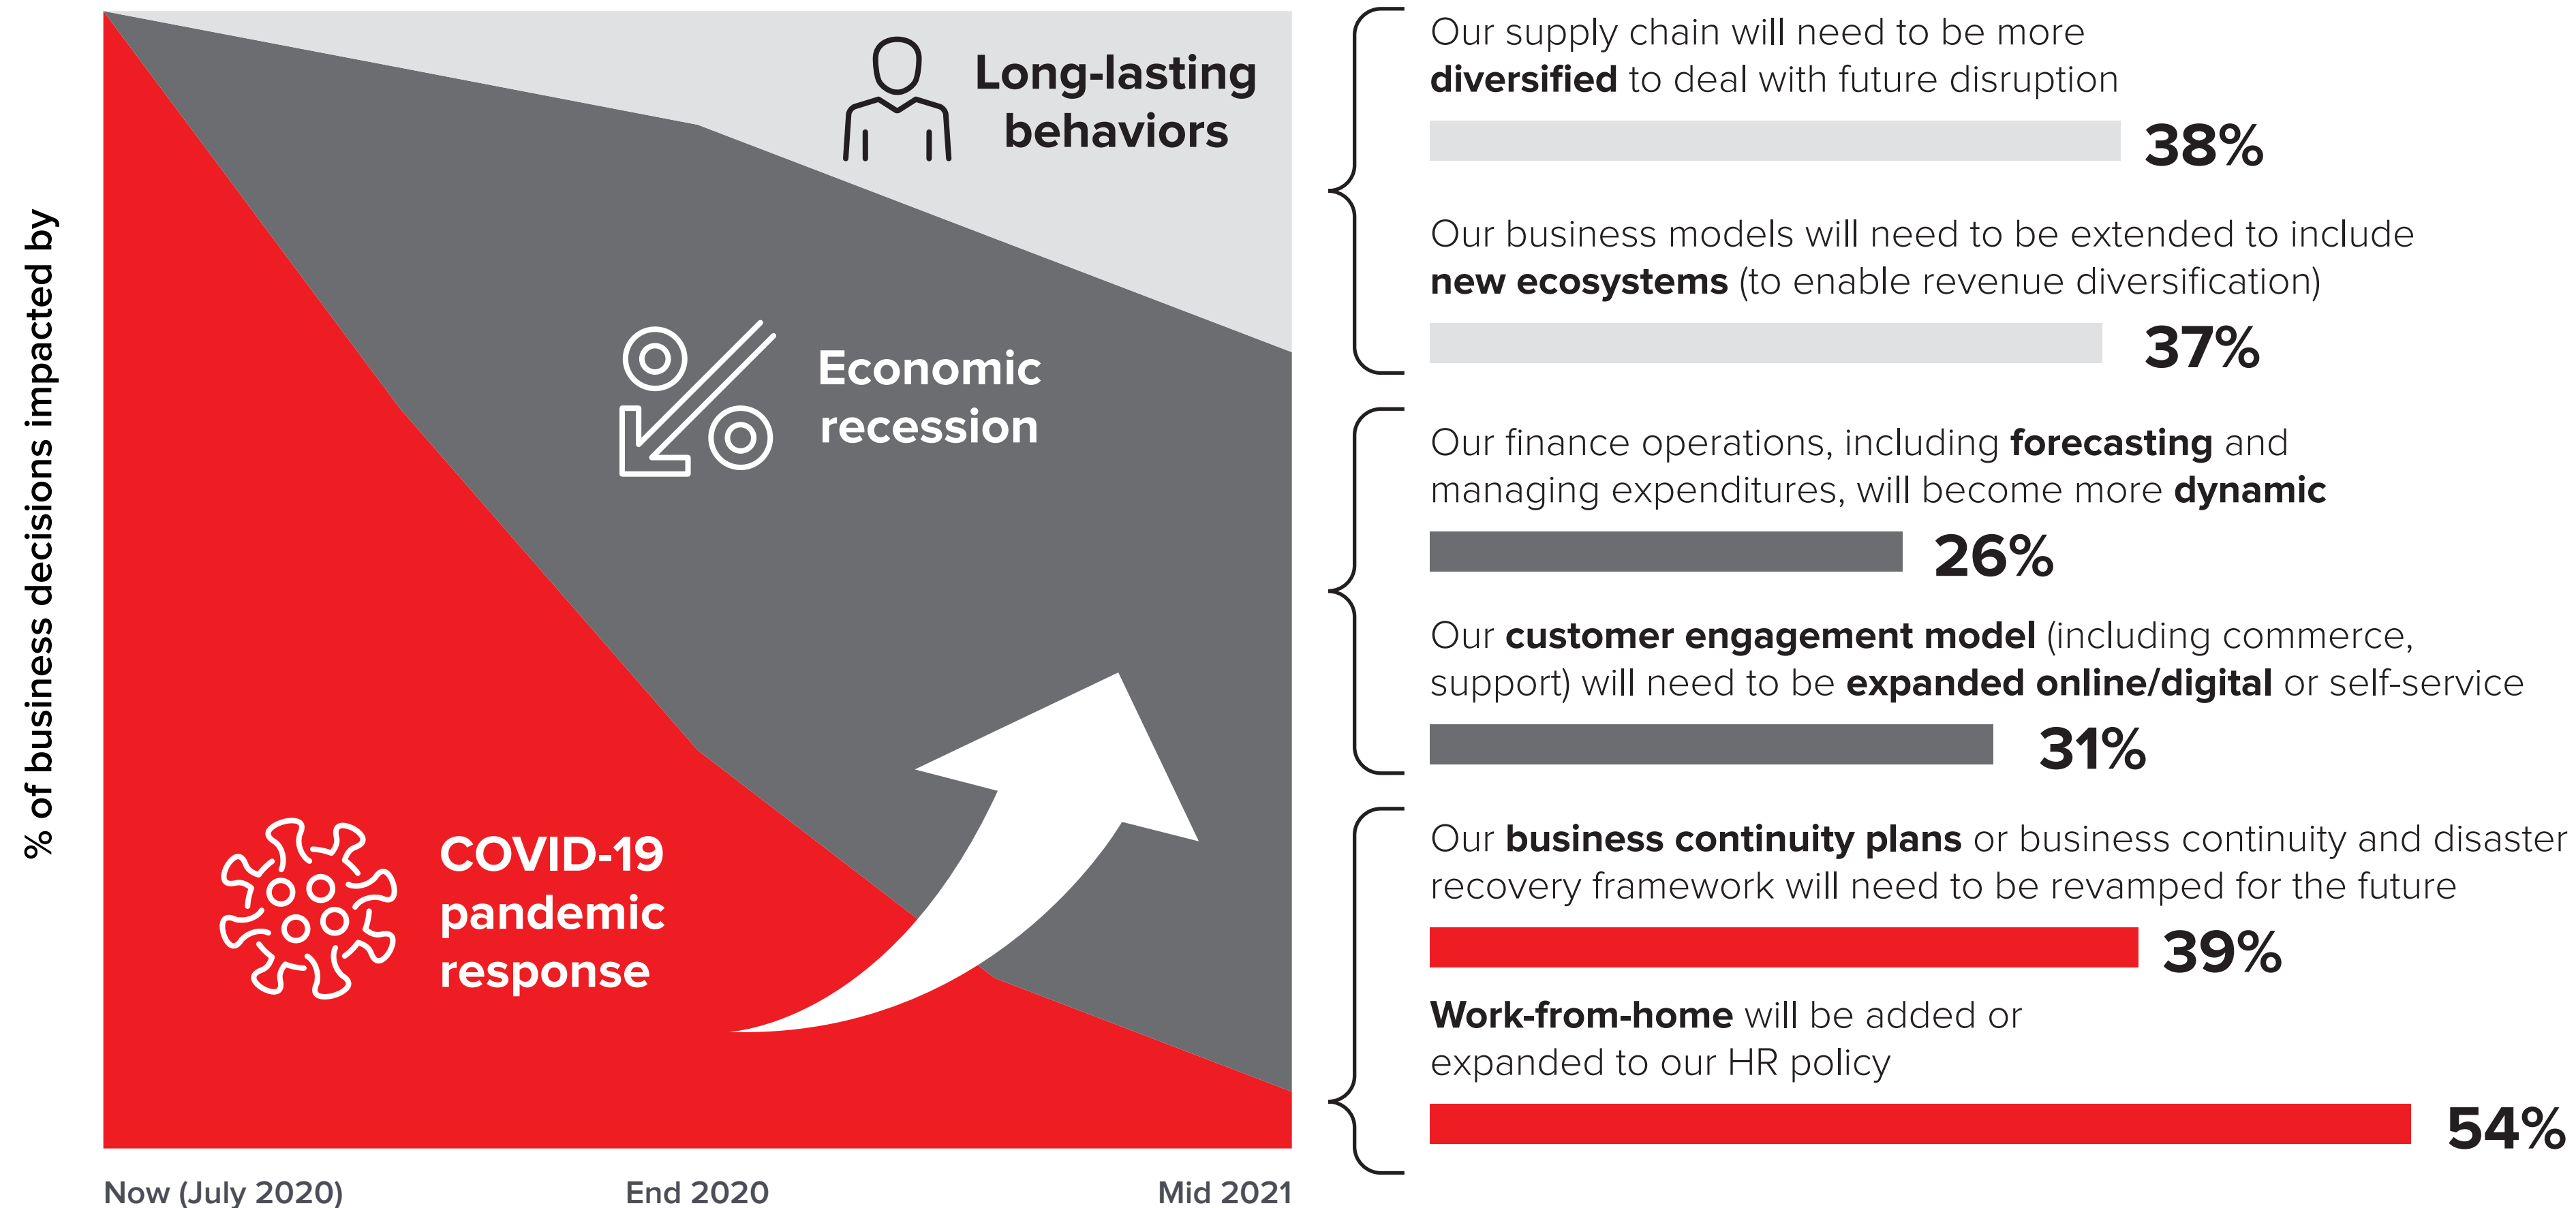 % of business decisions impacted by
Long-lasting
behaviors
Economic
recession
COVID-19
pandemic
response
Now (July 2020)
End 2020
Mid 2021
Our supply chain will need to be more
diversified to deal with future disruption
38%
Our business models will need to be extended to include
new ecosystems (to enable revenue diversification)
37%
Our finance operations, including forecasting and
managing expenditures, will become more dynamic
26%
Our customer engagement model (including commerce,
support) will need to be expanded online/digital or self-service
31%
Our business continuity plans or business continuity and disaster
recovery framework will need to be revamped for the future
39%
Work-from-home will be added or
expanded to our HR policy
54%